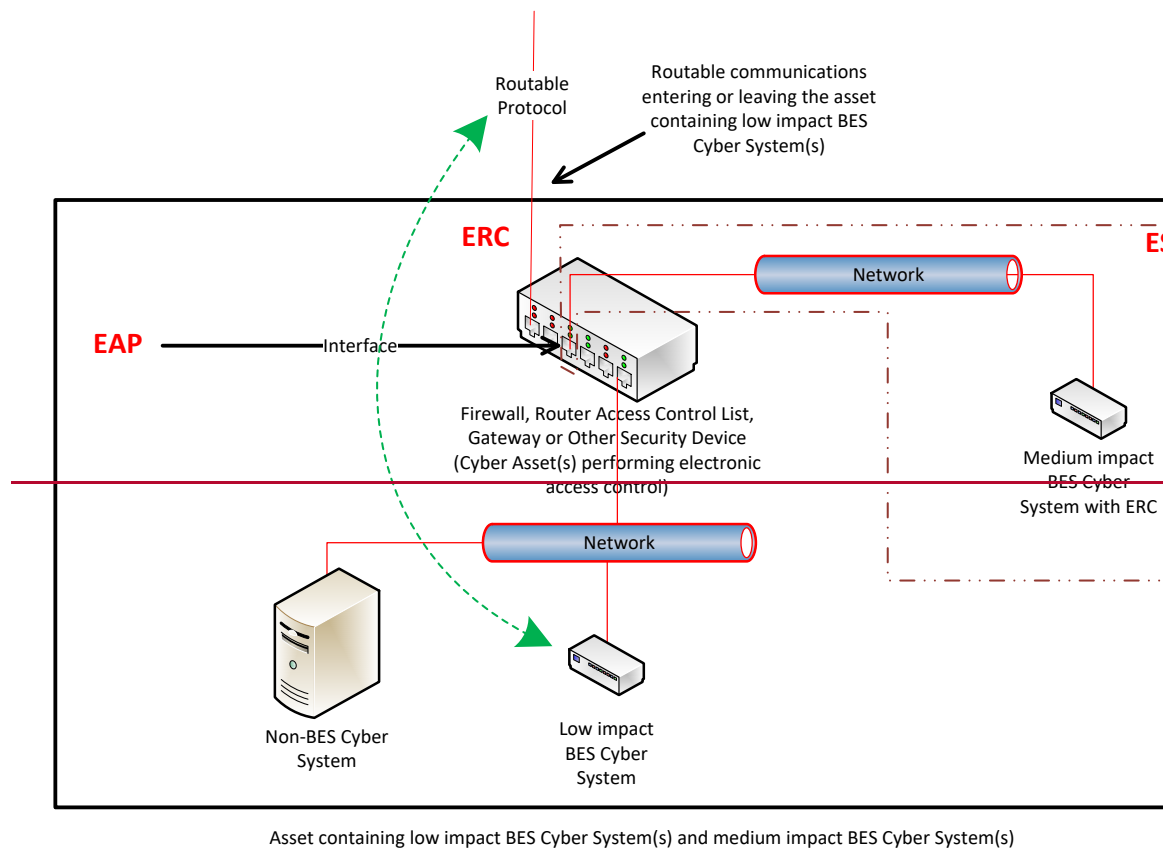 Routable
Protocol
Routable communications
entering or leaving the asset
containing low impact BES
Cyber System(s)
ERC
ES
Network
EAP
Interface
Firewall, Router Access Control List,
Gateway or Other Security Device
(Cyber Asset(s) performing electronic
access control)
Medium impact
BES Cyber
System with ERC
Network
Non-BES Cyber
System
Low impact
BES Cyber
System
Asset containing low impact BES Cyber System(s) and medium impact BES Cyber System(s)